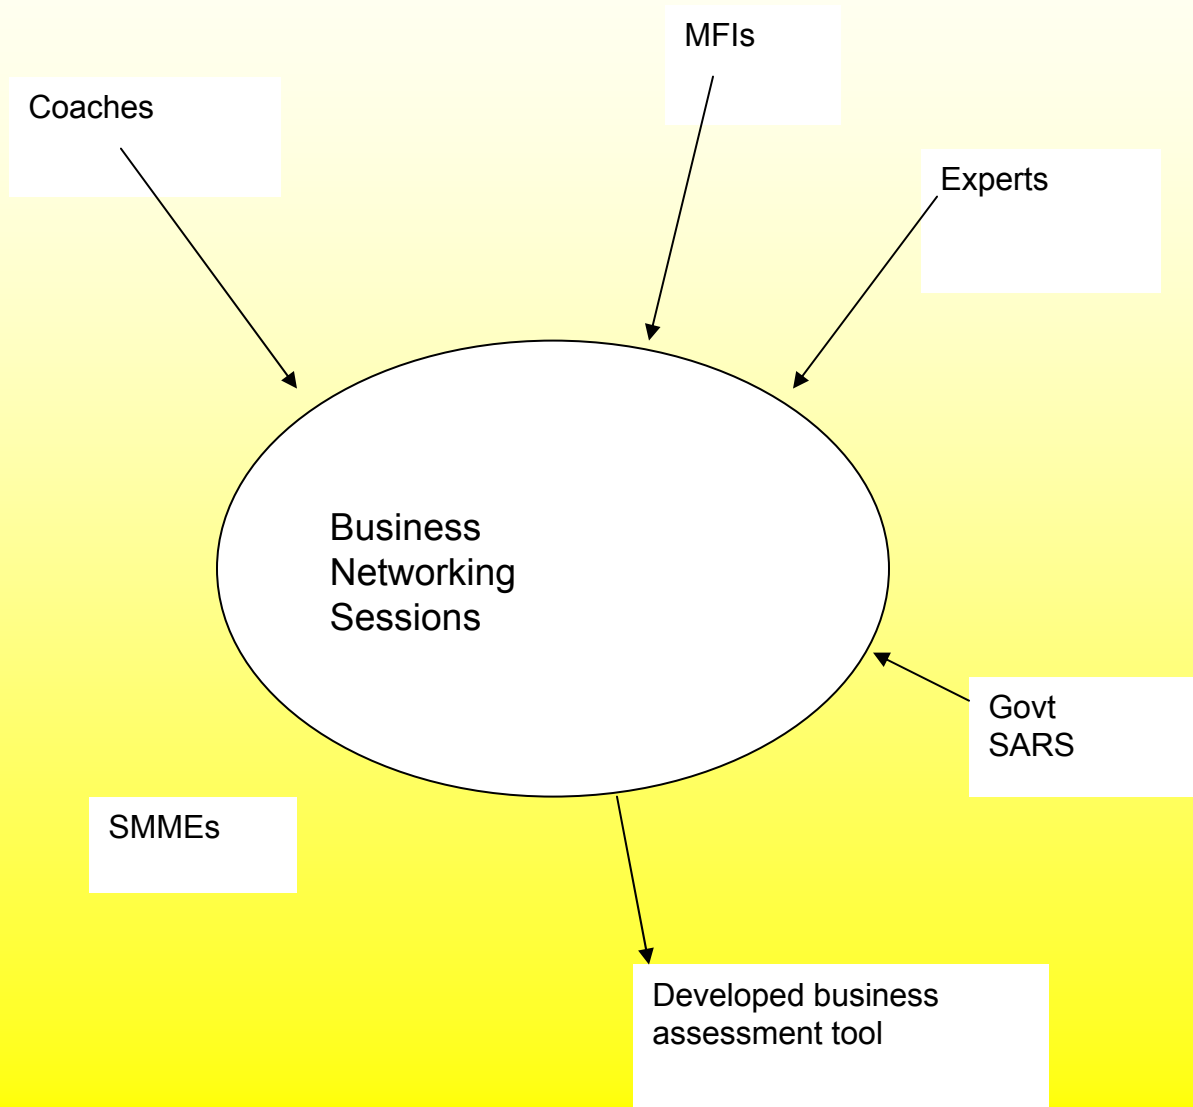 MFIs
Coaches
Experts
Business
Networking
Sessions
Govt
SARS
SMMEs
Developed business
assessment tool